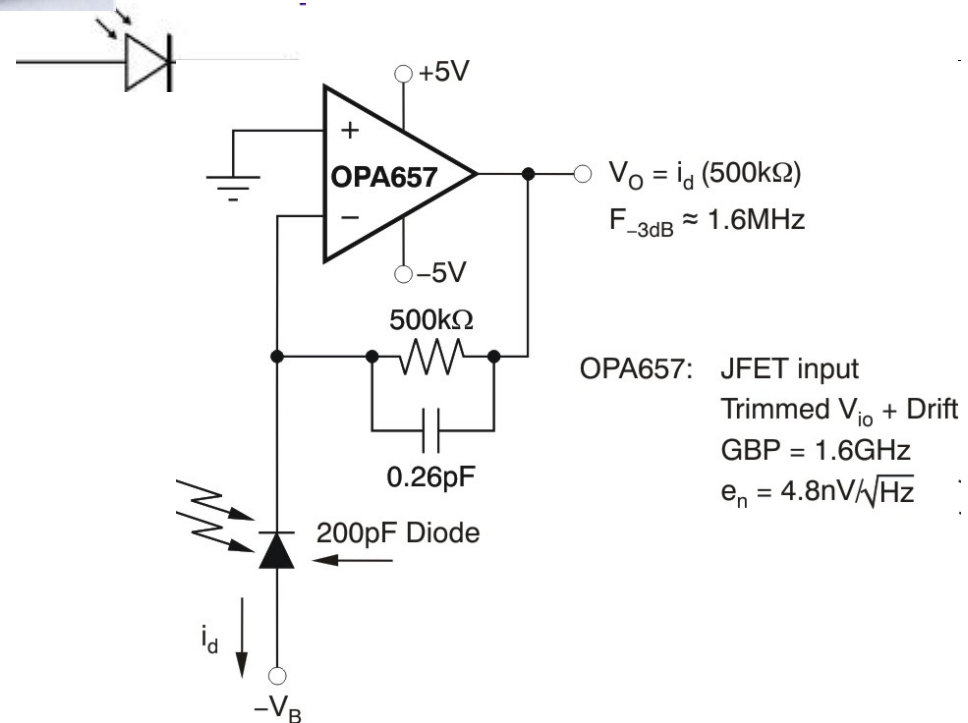 +5V
+
OPA657
−
−5V
V_O = i_d (500kΩ)
F_−3dB ≈ 1.6MHz
500kΩ
0.26pF
OPA657: JFET input
Trimmed V_io + Drift
GBP = 1.6GHz
e_n = 4.8nV/√Hz
200pF Diode
i_d
−V_B